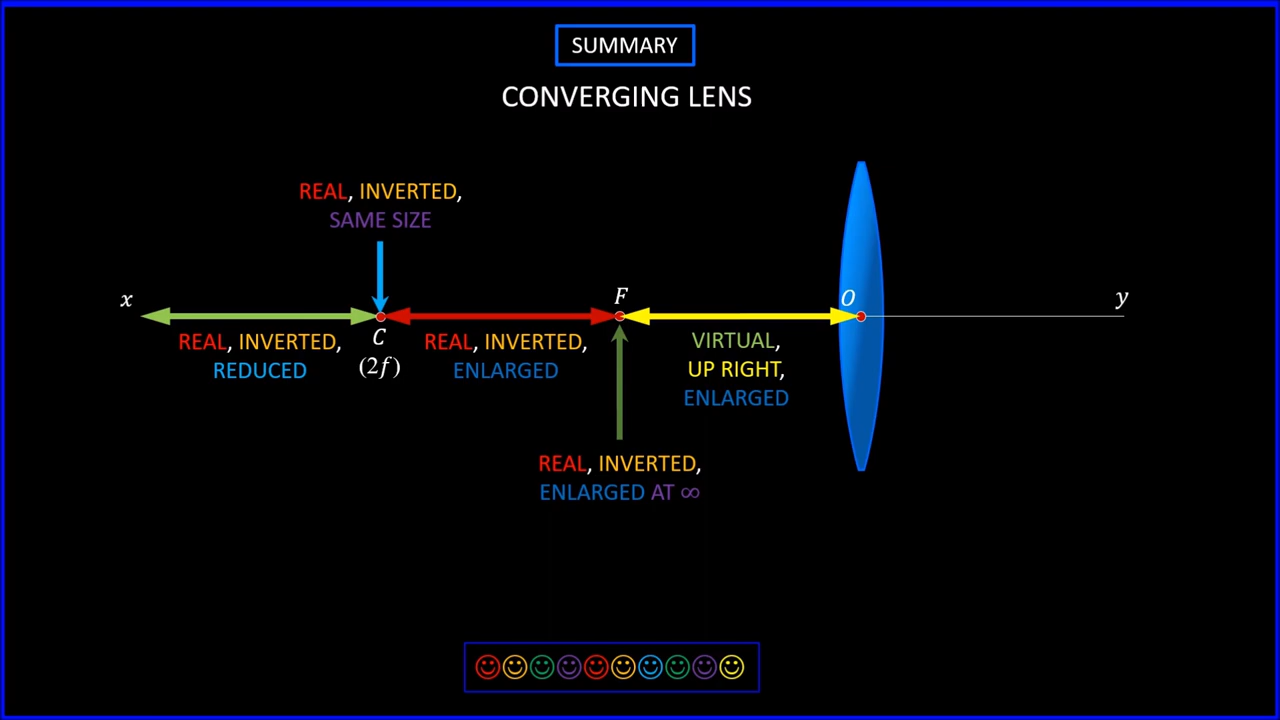 SUMMARY
CONVERGING LENS
REAL, INVERTED,
SAME SIZE
x
F
O
y
REAL, INVERTED,
REDUCED
C
(2f)
REAL, INVERTED,
ENLARGED
VIRTUAL,
UP RIGHT,
ENLARGED
REAL, INVERTED,
ENLARGED AT ∞